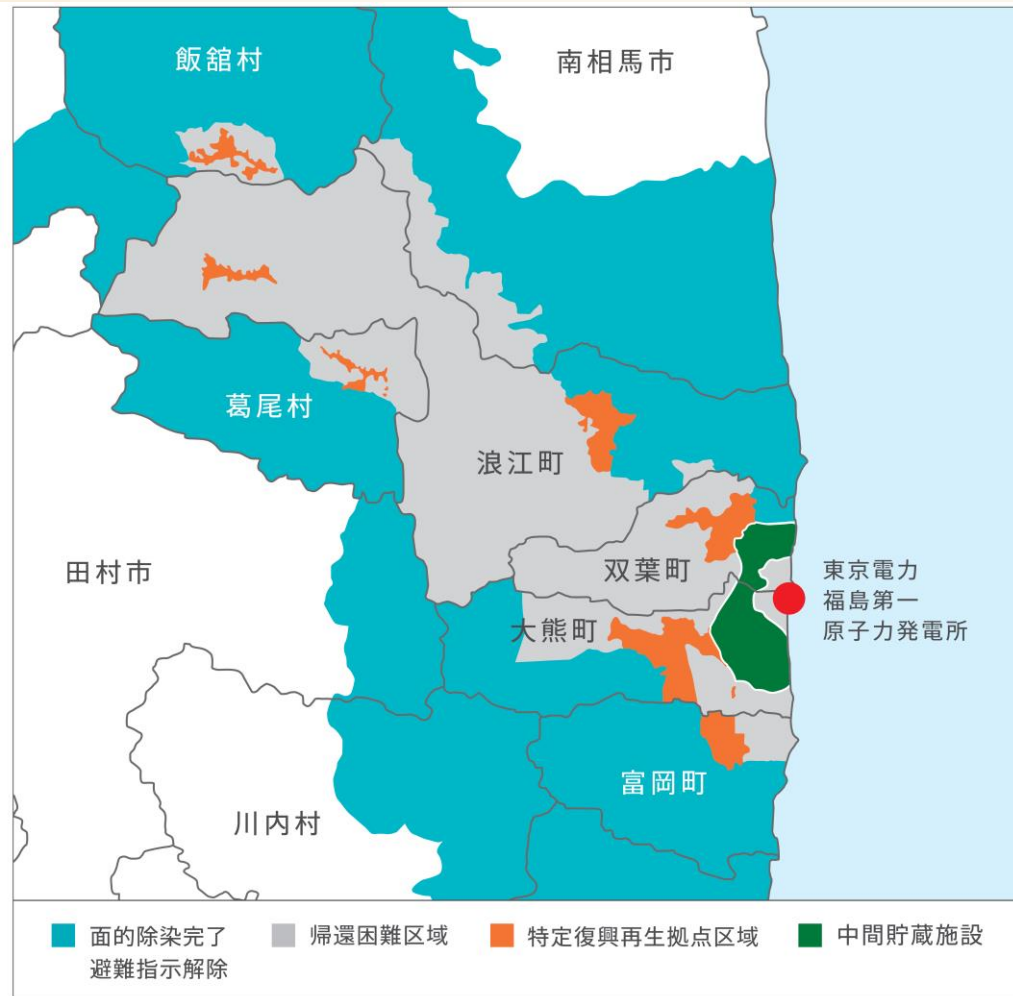 飯舘村
南相馬市
葛尾村
浪江町
田村市
双葉町
東京電力
福島第一
原子力発電所
大熊町
富岡町
川内村
面的除染完了
避難指示解除
帰還困難区域
特定復興再生拠点区域
中間貯蔵施設